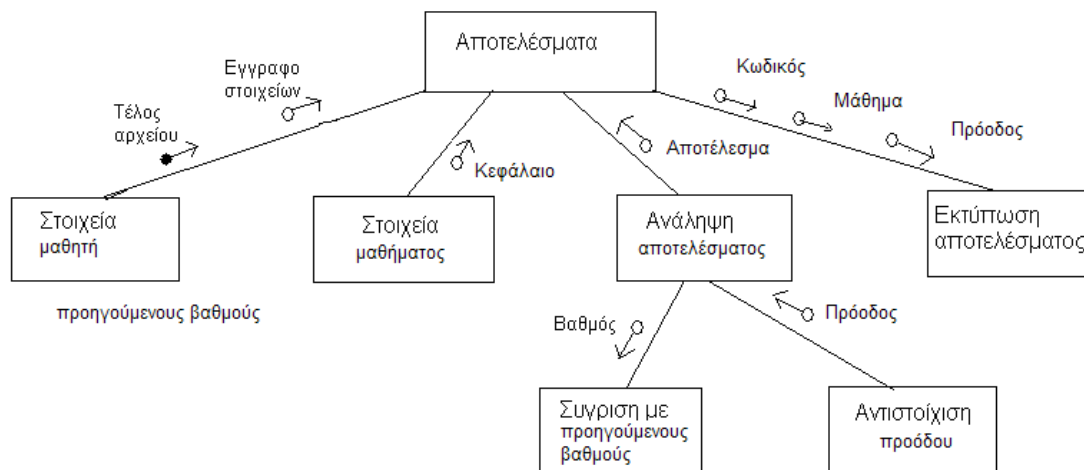 Αποτελέσματα
Κωδικός
Εγγραφο
στοιχείων
Μάθημα
Τέλος
αρχείου
Πρόοδος
Αποτέλεσμα
Κεφάλαιο
Στοιχεία
μαθητή
Στοιχεία
μαθήματος
Ανάληψη
αποτελέσματος
Εκτύπωση
αποτελέσματος
προηγούμενους βαθμούς
Βαθμός
Πρόοδος
Συγριση με
προηγούμενους
βαθμούς
Αντιστοίχιση
προόδου